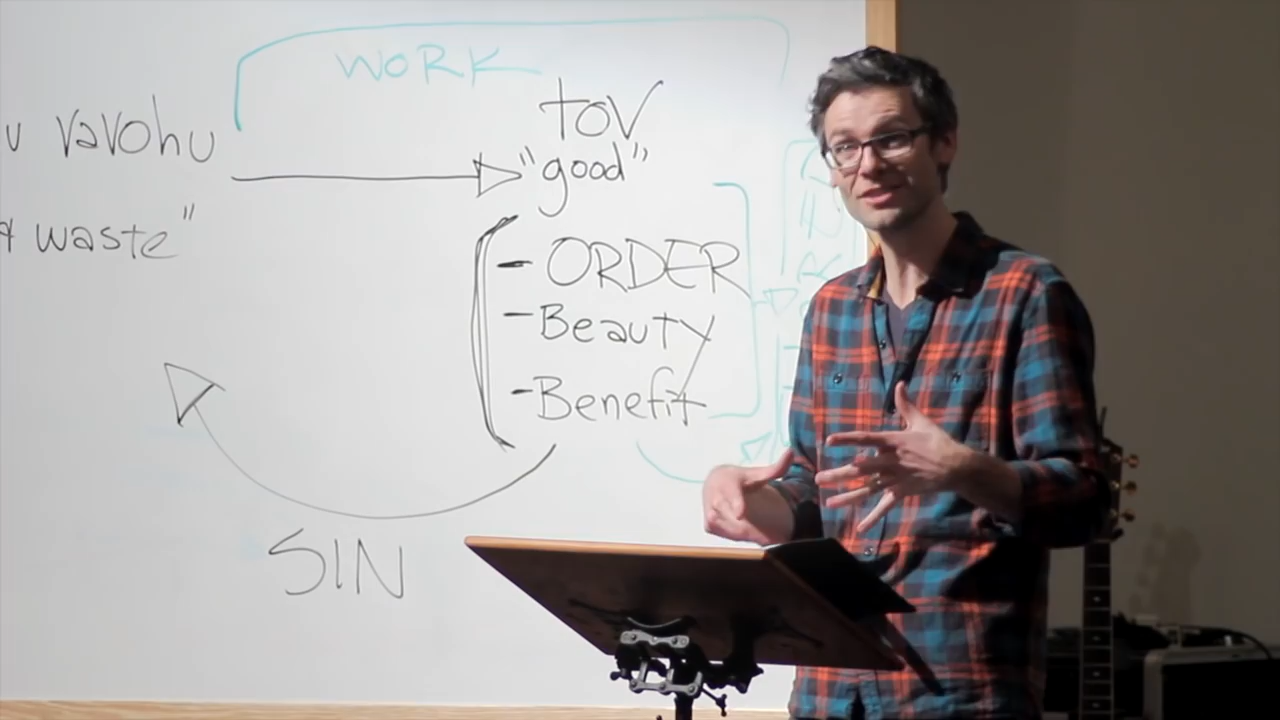 WORK
u vavohu
tov
"good"
& waste"
- ORDER
- Beauty
- Benefit
SIN